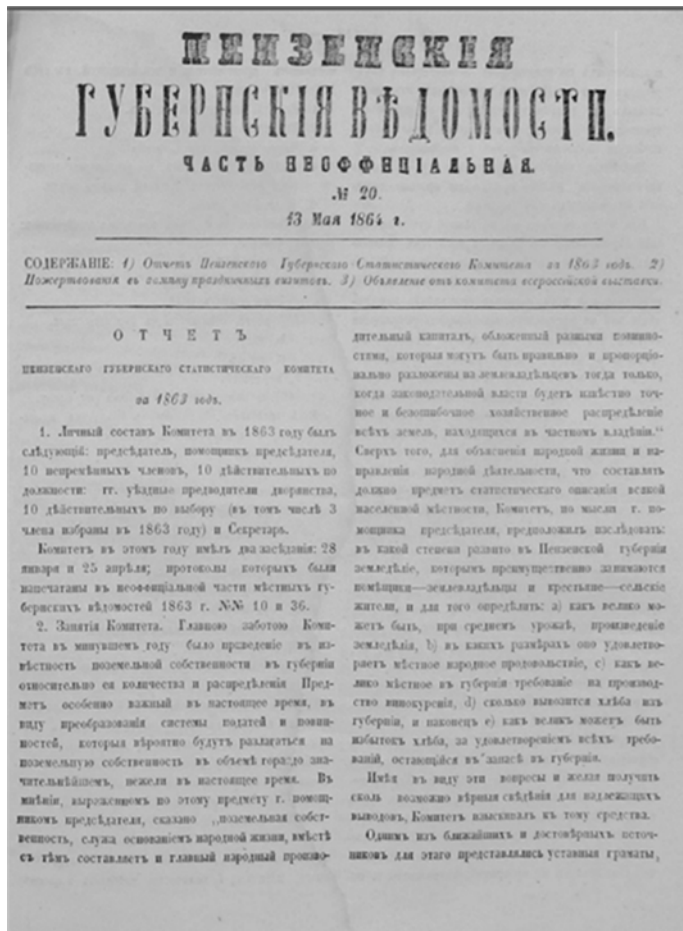 ПЕНЗЕНСКІЯ
ГУБЕРНСКІЯ ВѢДОМОСТИ.
ЧАСТЬ НЕОФФИЦІАЛЬНАЯ.
№ 20.
13 Мая 1864 г.
СОДЕРЖАНІЕ: 1) Отчетъ Пензенскаго Губернскаго Статистическаго Комитета за 1863 годъ. 2)
Пожертвованія въ замѣну праздничныхъ визитовъ. 3) Объявленіе отъ комитета всероссійской выставки.
ОТЧЕТЪ
ПЕНЗЕНСКАГО ГУБЕРНСКАГО СТАТИСТИЧЕСКАГО КОМИТЕТА
за 1863 годъ.
1. Личный составъ Комитета въ 1863 году былъ
слѣдующій: предсѣдатель, помощникъ предсѣдателя,
10 непремѣнныхъ членовъ, 10 дѣйствительныхъ по
должности: гг. уѣздные предводители дворянства,
10 дѣйствительныхъ по выбору (въ томъ числѣ 3
члена избраны въ 1863 году) и Секретарь.
Комитетъ въ этомъ году имѣлъ два засѣданія: 28
января и 25 апрѣля; протоколы которыхъ были
напечатаны въ неоффиціальной части мѣстныхъ гу-
бернскихъ вѣдомостей 1863 г. №№ 10 и 36.
2. Занятія Комитета. Главною заботою Коми-
тета въ минувшемъ году было приведеніе въ из-
вѣстность поземельной собственности въ губерніи
относительно ея количества и распредѣленія Пред-
метъ особенно важный въ настоящее время, въ
виду преобразованія системы податей и повин-
ностей, которыя вѣроятно будутъ разлагаться на
поземельную собственность въ объемѣ гораздо зна-
чительнѣйшемъ, нежели въ настоящее время. Въ
мнѣніи, выраженномъ по этому предмету г. помощ-
никомъ предсѣдателя, сказано „поземельная собст-
венность, служа основаніемъ народной жизни, вмѣстѣ
съ тѣмъ составляетъ и главный народный произво-
дительный капиталъ, обложенный разными повинно-
стями, которыя могутъ быть правильно и пропорціо-
нально разложены на землевладѣльцевъ тогда только,
когда законодательной власти будетъ извѣстно точ-
ное и безошибочное хозяйственное распредѣленіе
всѣхъ земель, находящихся въ частномъ владѣніи.“
Сверхъ того, для объясненія народной жизни и на-
правленія народной дѣятельности, что составлять
должно предметъ статистическаго описанія всякой
населенной мѣстности, Комитетъ, по мысли г. по-
мощника предсѣдателя, предположилъ изслѣдовать:
въ какой степени развито въ Пензенской губерніи
земледѣліе, которымъ преимущественно занимаются
помѣщики—землевладѣльцы и крестьяне—сельскіе
жители, и для того опредѣлить: a) какъ велико мо-
жетъ быть, при среднемъ урожаѣ, произведеніе
земледѣлія, b) въ какихъ размѣрахъ оно удовлетво-
ряетъ мѣстное народное продовольствіе, c) какъ ве-
лико мѣстное въ губерніи требованіе на производ-
ство винокуренія, d) сколько вывозится хлѣба изъ
губерніи, и наконецъ e) какъ великъ можетъ быть
избытокъ хлѣба, за удовлетвореніемъ всѣхъ требо-
ваній, остающійся въ запасѣ въ губерніи.
Имѣя въ виду эти вопросы и желая получить
сколь возможно вѣрныя свѣдѣнія для надлежащихъ
выводовъ, Комитетъ изыскивалъ къ тому средства.
Однимъ изъ ближайшихъ и достовѣрныхъ источ-
никовъ для этаго представлялись уставныя граматы,